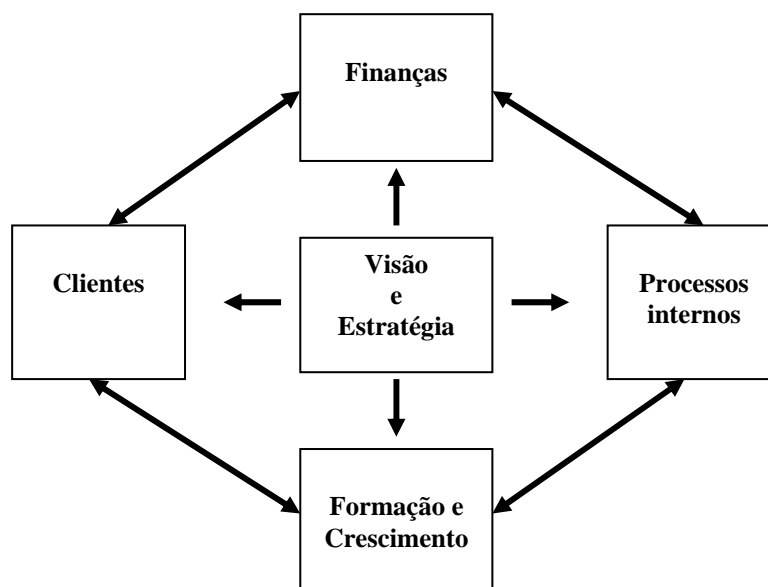 Finanças
Clientes
Visão
e
Estratégia
Processos
internos
Formação e
Crescimento